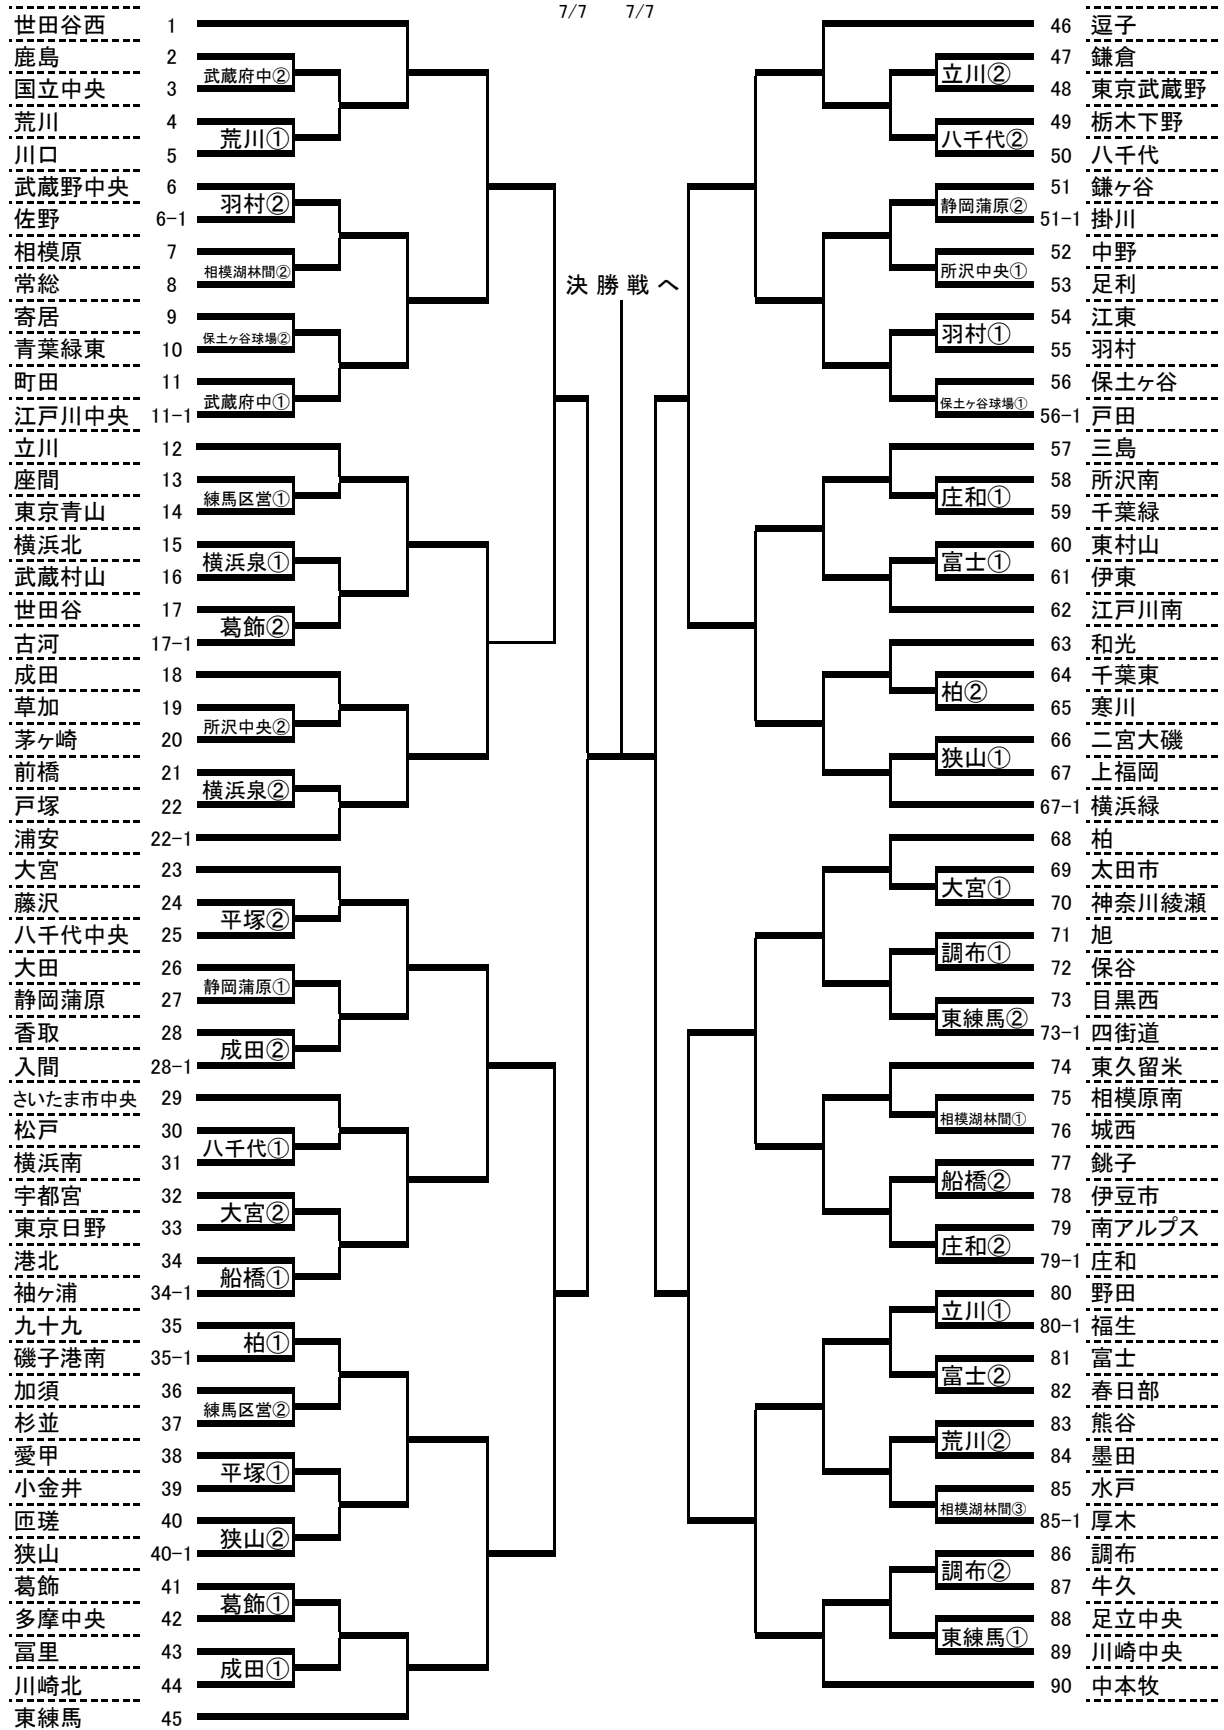 7/7 7/7
世田谷西 1
鹿島 2
武蔵府中②
国立中央 3
荒川 4
荒川①
川口 5
武蔵野中央 6
羽村②
佐野 6-1
相模原 7
相模湖林間②
常総 8
寄居 9
保土ヶ谷球場②
青葉緑東 10
町田 11
武蔵府中①
江戸川中央 11-1
立川 12
座間 13
練馬区営①
東京青山 14
横浜北 15
横浜泉①
武蔵村山 16
世田谷 17
葛飾②
古河 17-1
成田 18
草加 19
所沢中央②
茅ヶ崎 20
前橋 21
横浜泉②
戸塚 22
浦安 22-1
大宮 23
藤沢 24
平塚②
八千代中央 25
大田 26
静岡蒲原①
静岡蒲原 27
香取 28
成田②
入間 28-1
さいたま市中央 29
松戸 30
八千代①
横浜南 31
宇都宮 32
大宮②
東京日野 33
港北 34
船橋①
袖ヶ浦 34-1
九十九 35
柏①
磯子港南 35-1
加須 36
練馬区営②
杉並 37
愛甲 38
平塚①
小金井 39
匝瑳 40
狭山②
狭山 40-1
葛飾 41
葛飾①
多摩中央 42
冨里 43
成田①
川崎北 44
東練馬 45
決勝戦へ
46 逗子
47 鎌倉
立川②
48 東京武蔵野
49 栃木下野
八千代②
50 八千代
51 鎌ヶ谷
静岡蒲原②
51-1 掛川
52 中野
所沢中央①
53 足利
54 江東
羽村①
55 羽村
56 保土ヶ谷
保土ヶ谷球場①
56-1 戸田
57 三島
58 所沢南
庄和①
59 千葉緑
60 東村山
富士①
61 伊東
62 江戸川南
63 和光
64 千葉東
柏②
65 寒川
66 二宮大磯
狭山①
67 上福岡
67-1 横浜緑
68 柏
69 太田市
大宮①
70 神奈川綾瀬
71 旭
調布①
72 保谷
73 目黒西
東練馬②
73-1 四街道
74 東久留米
75 相模原南
相模湖林間①
76 城西
77 銚子
船橋②
78 伊豆市
79 南アルプス
庄和②
79-1 庄和
80 野田
立川①
80-1 福生
81 富士
富士②
82 春日部
83 熊谷
荒川②
84 墨田
85 水戸
相模湖林間③
85-1 厚木
86 調布
調布②
87 牛久
88 足立中央
東練馬①
89 川崎中央
90 中本牧